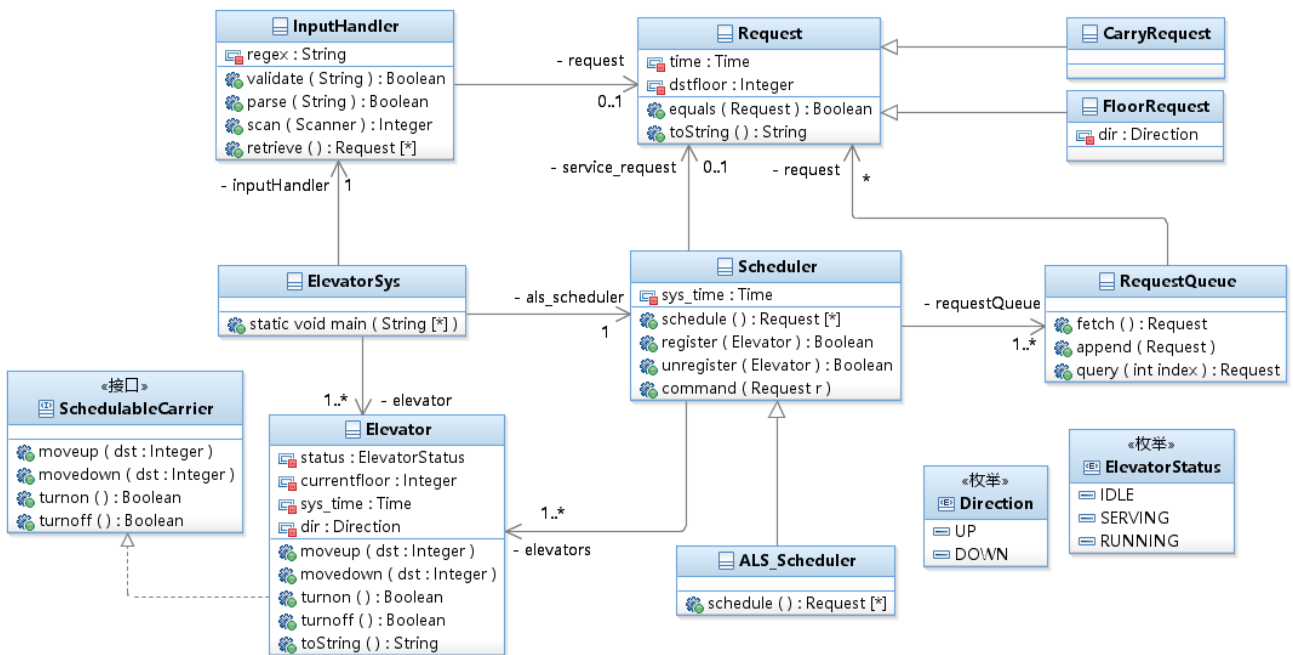 InputHandler
regex : String
validate ( String ) : Boolean
parse ( String ) : Boolean
scan ( Scanner ) : Integer
retrieve ( ) : Request [*]
- request
0..1
Request
time : Time
dstfloor : Integer
equals ( Request ) : Boolean
toString ( ) : String
CarryRequest
FloorRequest
dir : Direction
- inputHandler
1
- service_request
0..1
- request
*
ElevatorSys
static void main ( String [*] )
- als_scheduler
1
Scheduler
sys_time : Time
schedule ( ) : Request [*]
register ( Elevator ) : Boolean
unregister ( Elevator ) : Boolean
command ( Request r )
- requestQueue
1..*
RequestQueue
fetch ( ) : Request
append ( Request )
query ( int index ) : Request
«接口»
SchedulableCarrier
moveup ( dst : Integer )
movedown ( dst : Integer )
turnon ( ) : Boolean
turnoff ( ) : Boolean
1..*
- elevator
Elevator
status : ElevatorStatus
currentfloor : Integer
sys_time : Time
dir : Direction
moveup ( dst : Integer )
movedown ( dst : Integer )
turnon ( ) : Boolean
turnoff ( ) : Boolean
toString ( ) : String
1..*
- elevators
ALS_Scheduler
schedule ( ) : Request [*]
«枚举»
Direction
UP
DOWN
«枚举»
ElevatorStatus
IDLE
SERVING
RUNNING